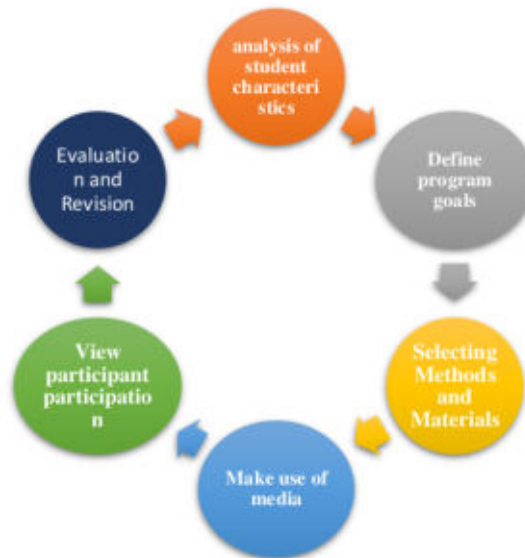 analysis of
student
characteri
stics
Define
program
goals
Selecting
Methods
and
Materials
Make use of
media
View
participant
participatio
n
Evaluatio
n and
Revision